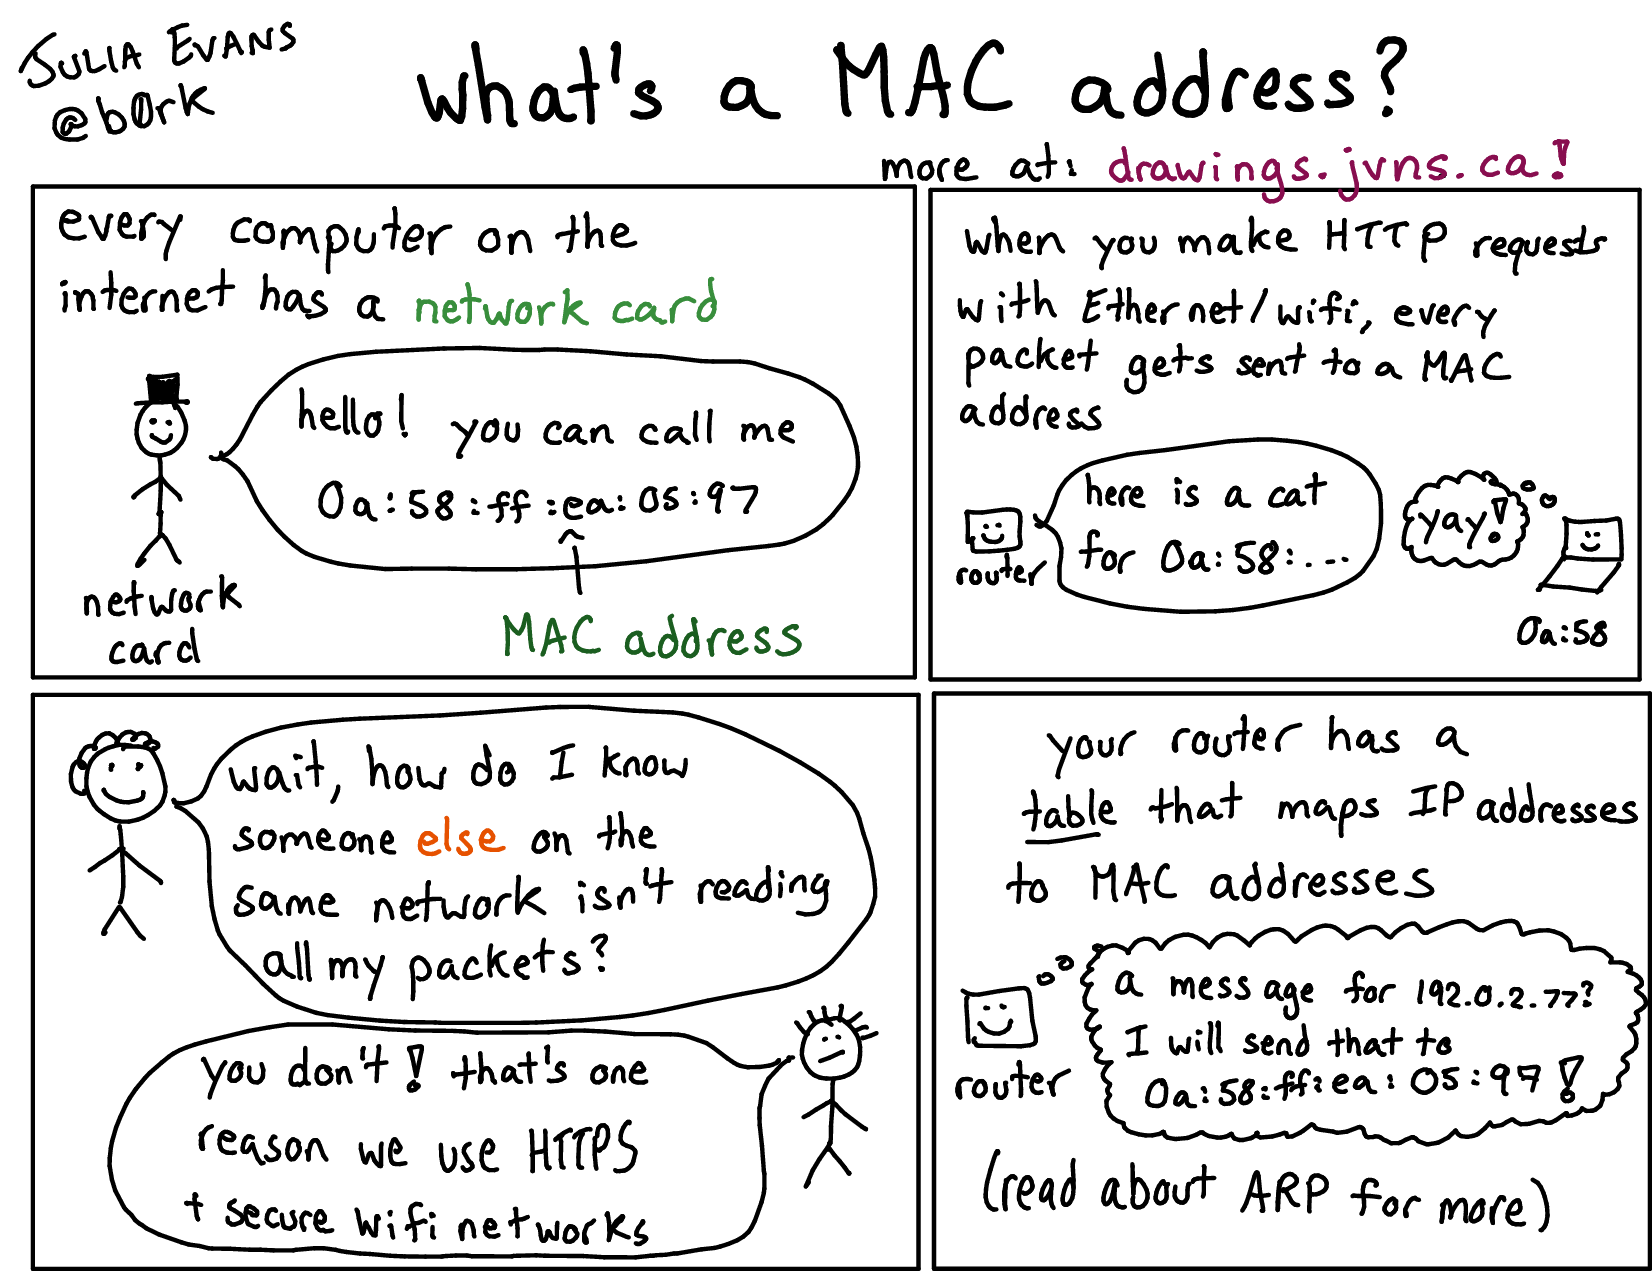 JULIA EVANS
@b0rk
what's a MAC address?
more at: drawings.jvns.ca!
every computer on the
internet has a network card
hello! you can call me
0a:58:ff:ea:05:97
MAC address
network
card
when you make HTTP requests
with Ethernet/wifi, every
packet gets sent to a MAC
address
here is a cat
for 0a:58:...
yay!
router
0a:58
wait, how do I know
someone else on the
same network isn't reading
all my packets?
you don't! that's one
reason we use HTTPS
+ secure wifi networks
your router has a
table that maps IP addresses
to MAC addresses
a message for 192.0.2.77?
I will send that to
0a:58:ff:ea:05:97!
router
(read about ARP for more)